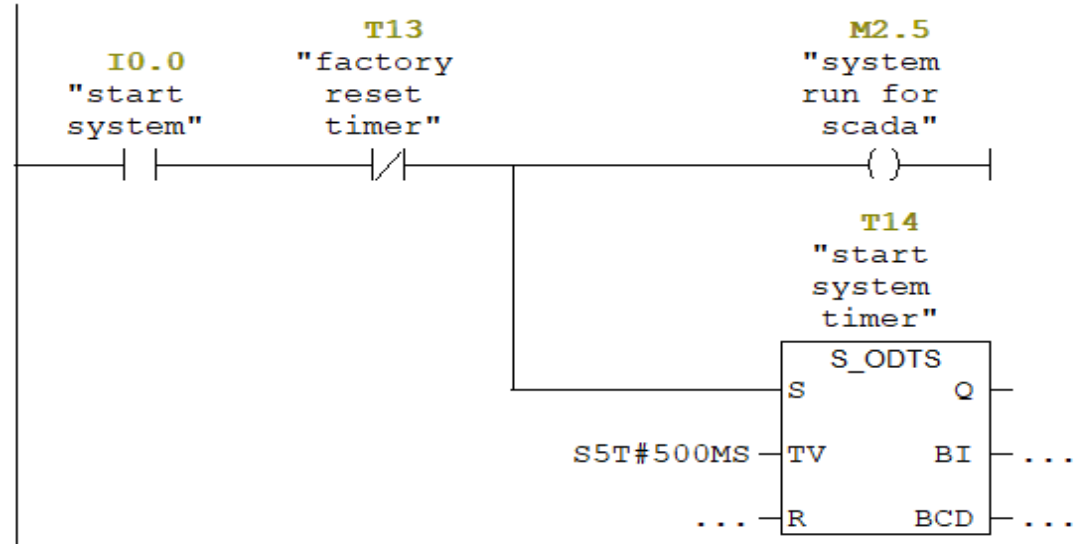 T13
M2.5
I0.0
"factory
"system
"start
reset
run for
system"
timer"
scada"
T14
"start
system
timer"
S_ODTS
S
Q
S5T#500MS
TV
BI
...
...
R
BCD
...